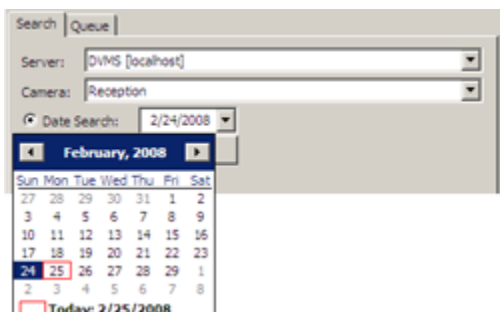 Search Queue
Server: DVMS [localhost]
Camera: Reception
Date Search: 2/24/2008
February, 2008
Sun Mon Tue Wed Thu Fri Sat
27 28 29 30 31 1 2
3 4 5 6 7 8 9
10 11 12 13 14 15 16
17 18 19 20 21 22 23
24 25 26 27 28 29 1
2 3 4 5 6 7 8
Today: 2/25/2008